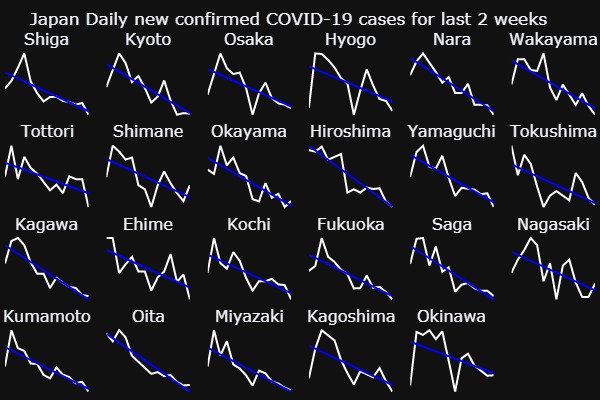 Japan Daily new confirmed COVID-19 cases for last 2 weeks
Shiga Kyoto Osaka Hyogo Nara Wakayama
Tottori Shimane Okayama Hiroshima Yamaguchi Tokushima
Kagawa Ehime Kochi Fukuoka Saga Nagasaki
Kumamoto Oita Miyazaki Kagoshima Okinawa